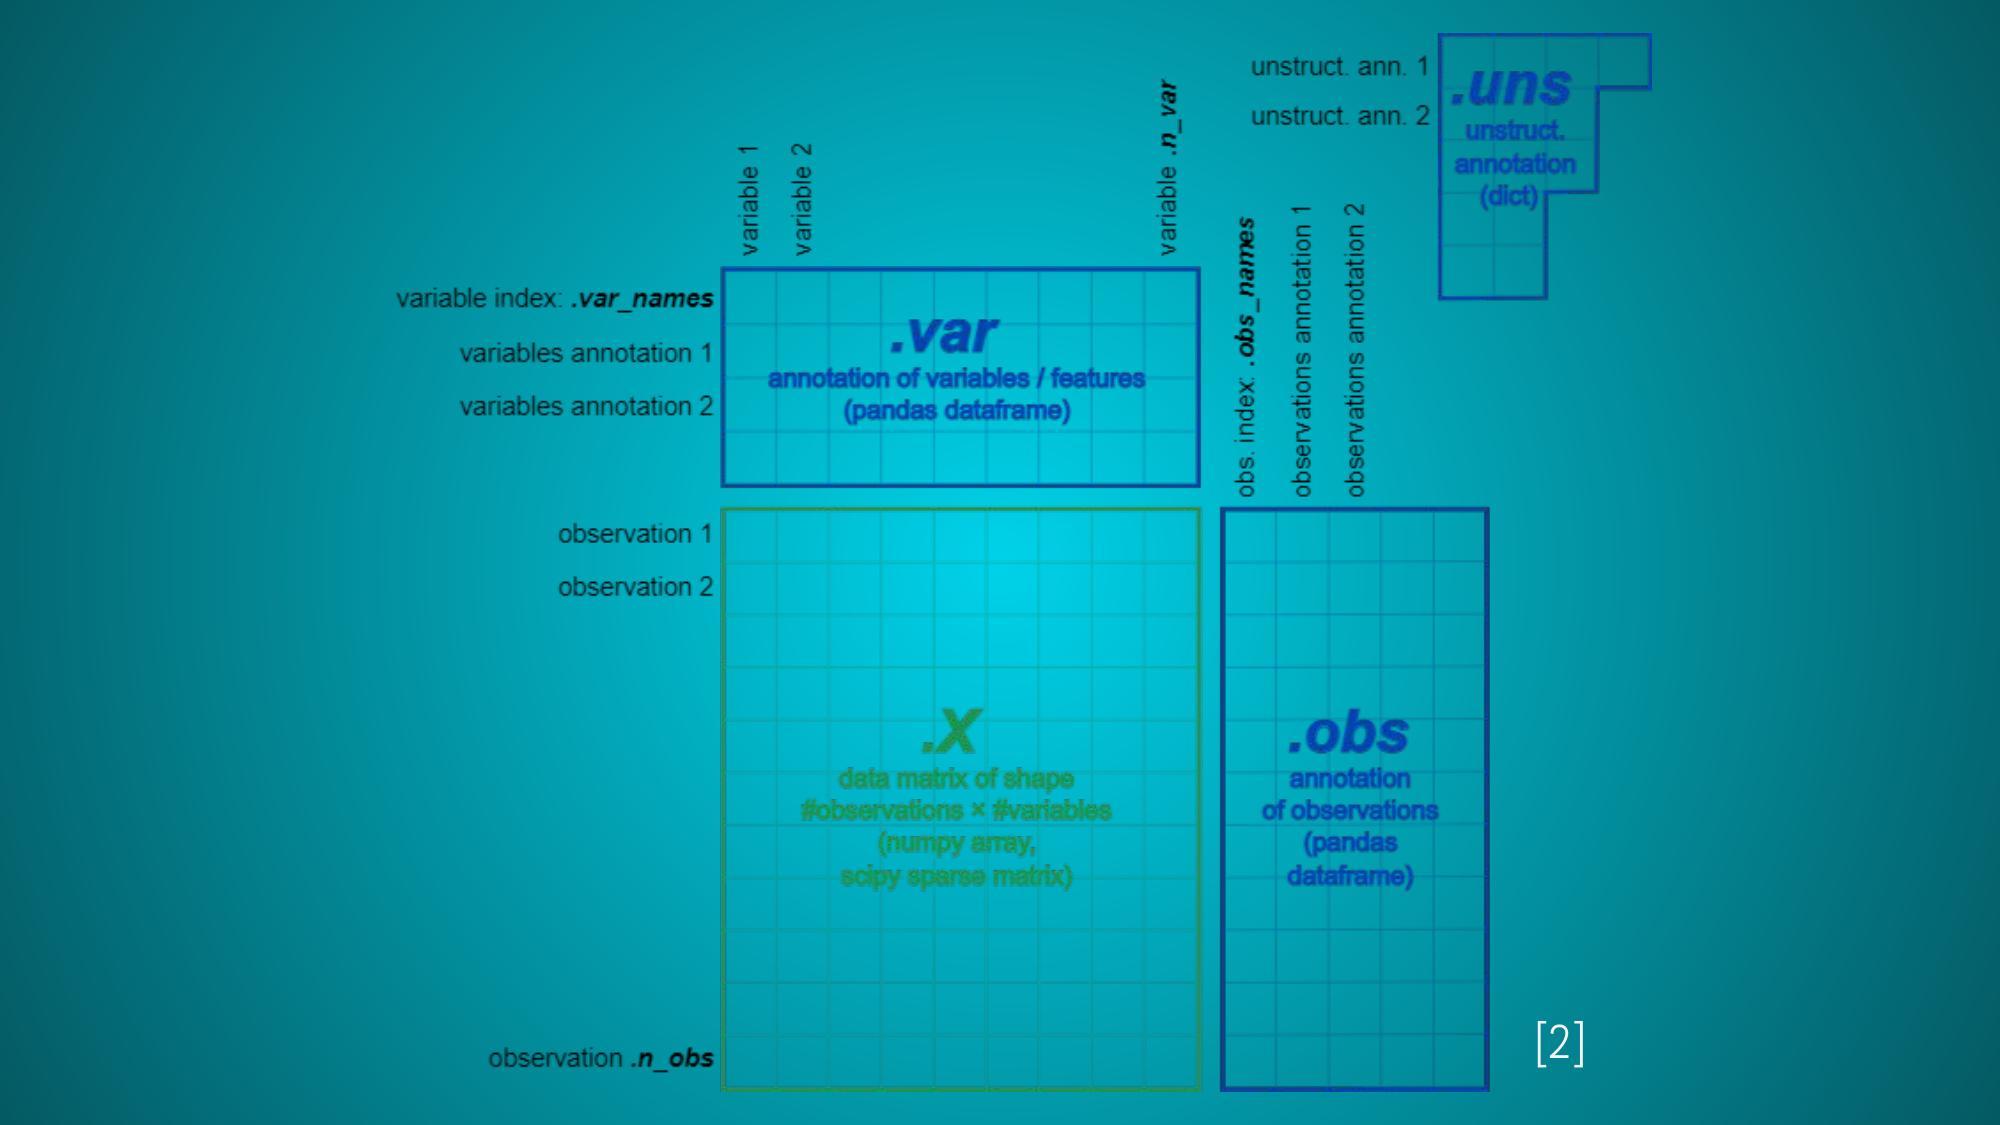 unstruct. ann. 1
unstruct. ann. 2
.uns
unstruct.
annotation
(dict)
variable 1
variable 2
variable .n_var
variable index: .var_names
variables annotation 1
variables annotation 2
.var
annotation of variables / features
(pandas dataframe)
obs. index: .obs_names
observations annotation 1
observations annotation 2
observation 1
observation 2
observation .n_obs
.X
data matrix of shape
#observations × #variables
(numpy array,
scipy sparse matrix)
.obs
annotation
of observations
(pandas
dataframe)
[2]